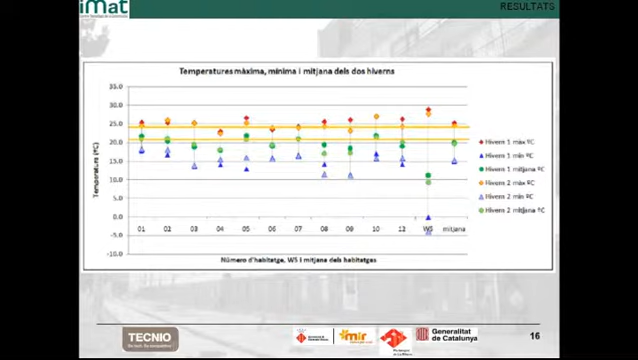 iMat
RESULTATS
Temperatures màxima, mínima i mitjana dels dos hiverns
Temperatura (ºC)
35.0
30.0
25.0
20.0
15.0
10.0
5.0
0.0
-5.0
-10.0
01 02 03 04 05 06 07 08 09 10 12 WS mitjana
Número d'habitatge, WS i mitjana dels habitatges
Hivern 1 màx ºC
Hivern 1 mín ºC
Hivern 1 mitjana ºC
Hivern 2 màx ºC
Hivern 2 mín ºC
Hivern 2 mitjana ºC
TECNIO
mir
Generalitat
de Catalunya
16